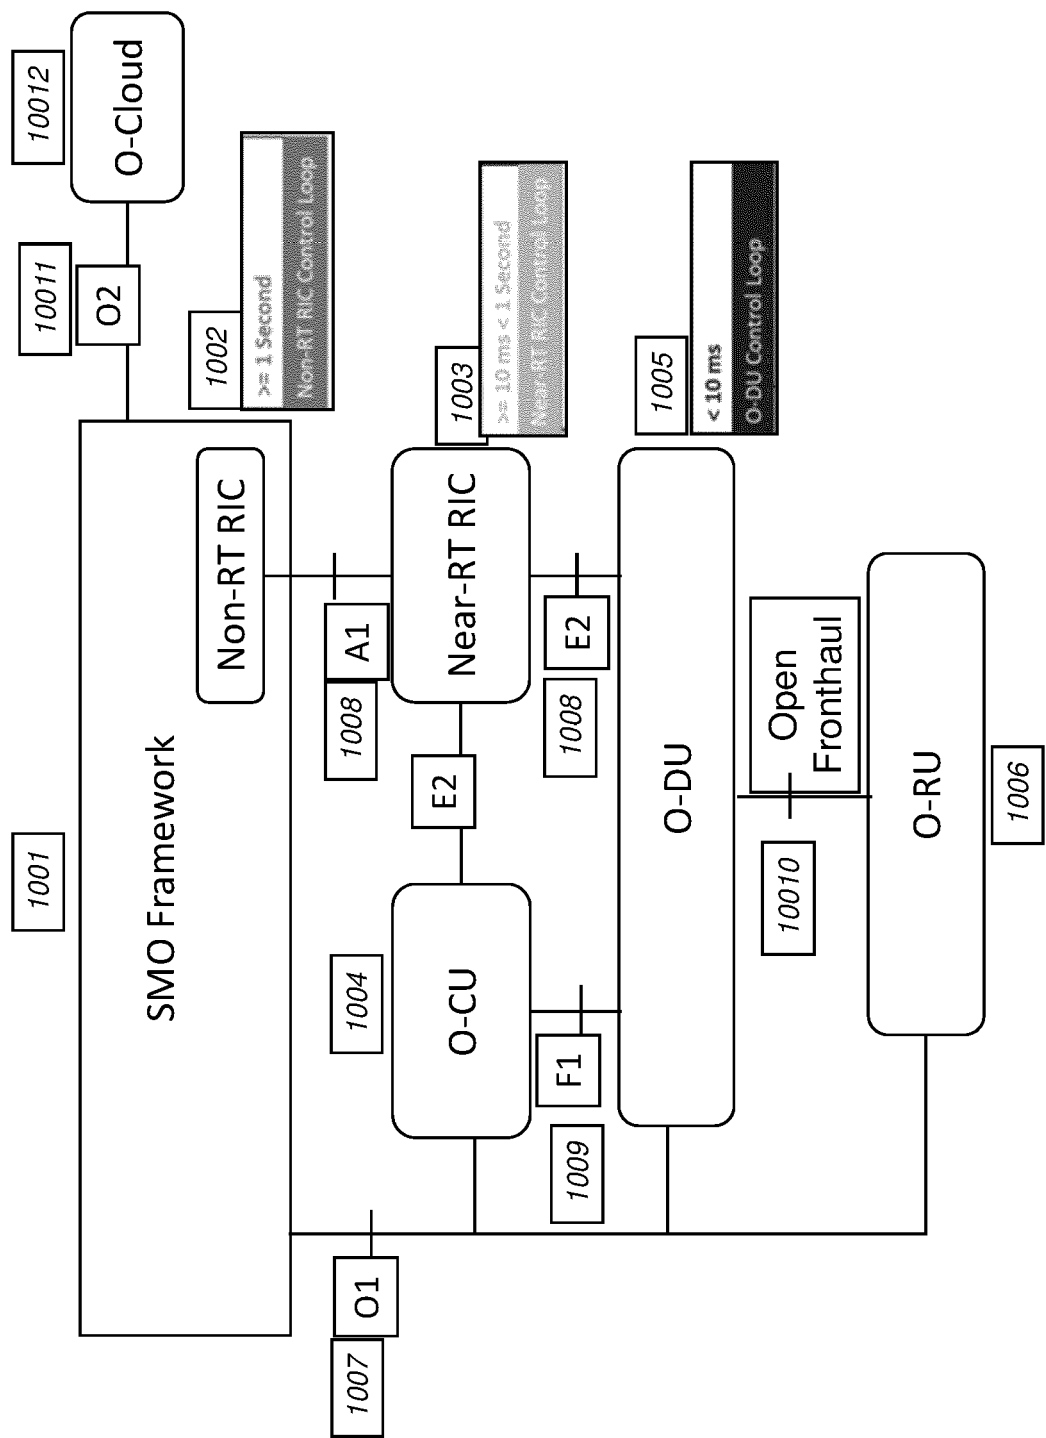 1001
SMO Framework
Non-RT RIC
10011
O2
10012
O-Cloud
1002
>= 1 Second
Non-RT RIC Control Loop
1007
O1
1008
A1
1004
O-CU
E2
Near-RT RIC
1003
>= 10 ms < 1 Second
Near-RT RIC Control Loop
1009
F1
1008
E2
O-DU
1005
< 10 ms
O-DU Control Loop
10010
Open
Fronthaul
O-RU
1006